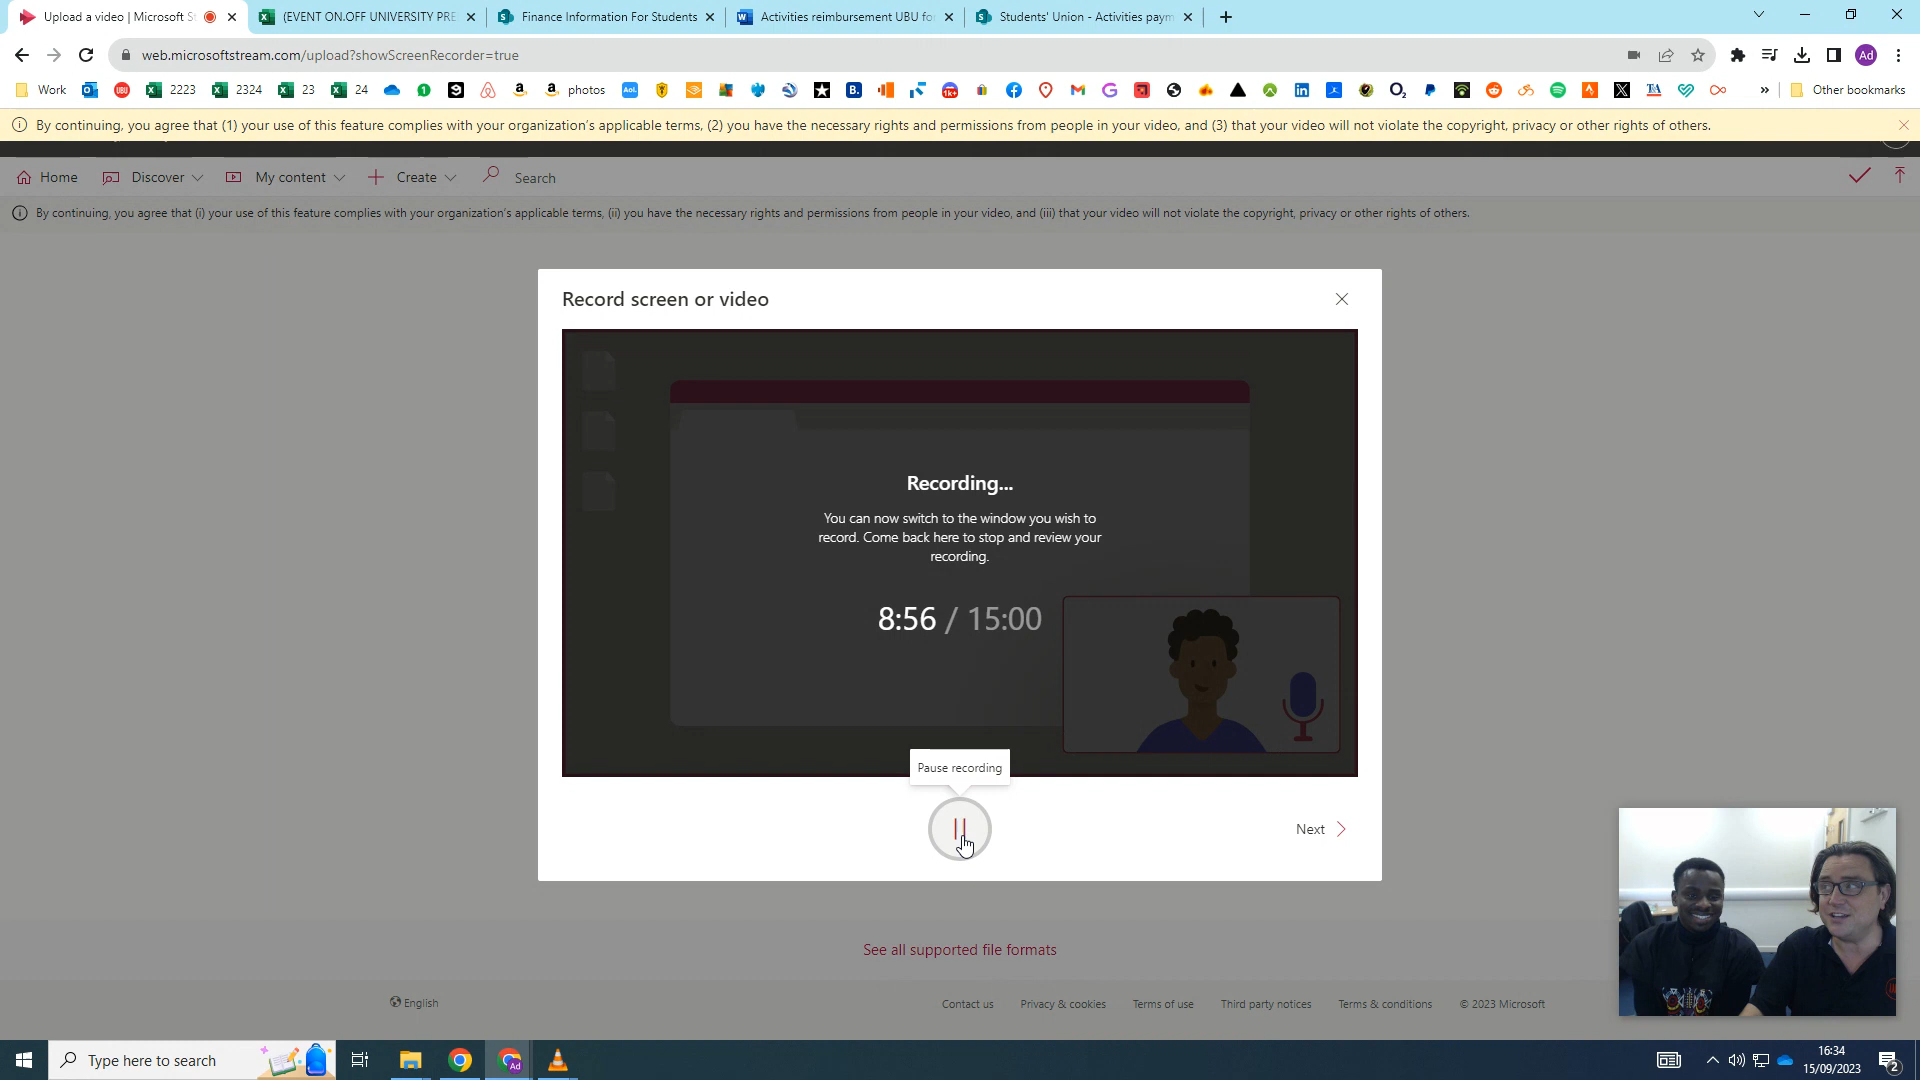 Upload a video | Microsoft S
(EVENT ON.OFF UNIVERSITY PRE
Finance Information For Students
Activities reimbursement UBU fo
Students' Union - Activities paym
web.microsoftstream.com/upload?showScreenRecorder=true
Ad
Work
UBU
2223
2324
23
24
1
photos
Aol.
B.
1K+
O2
T&A
Other bookmarks
By continuing, you agree that (1) your use of this feature complies with your organization's applicable terms, (2) you have the necessary rights and permissions from people in your video, and (3) that your video will not violate the copyright, privacy or other rights of others.
Home
Discover
My content
Create
Search
By continuing, you agree that (i) your use of this feature complies with your organization's applicable terms, (ii) you have the necessary rights and permissions from people in your video, and (iii) that your video will not violate the copyright, privacy or other rights of others.
Record screen or video
Recording...
You can now switch to the window you wish to
record. Come back here to stop and review your
recording.
8:56 / 15:00
Pause recording
Next
See all supported file formats
English
Contact us
Privacy & cookies
Terms of use
Third party notices
Terms & conditions
© 2023 Microsoft
Type here to search
Ad
16:34
15/09/2023
2